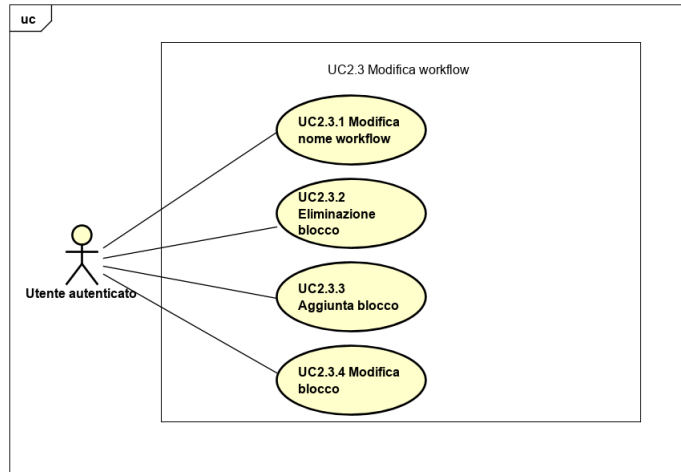 uc
UC2.3 Modifica workflow
UC2.3.1 Modifica
nome workflow
UC2.3.2
Eliminazione
blocco
Utente autenticato
UC2.3.3
Aggiunta blocco
UC2.3.4 Modifica
blocco